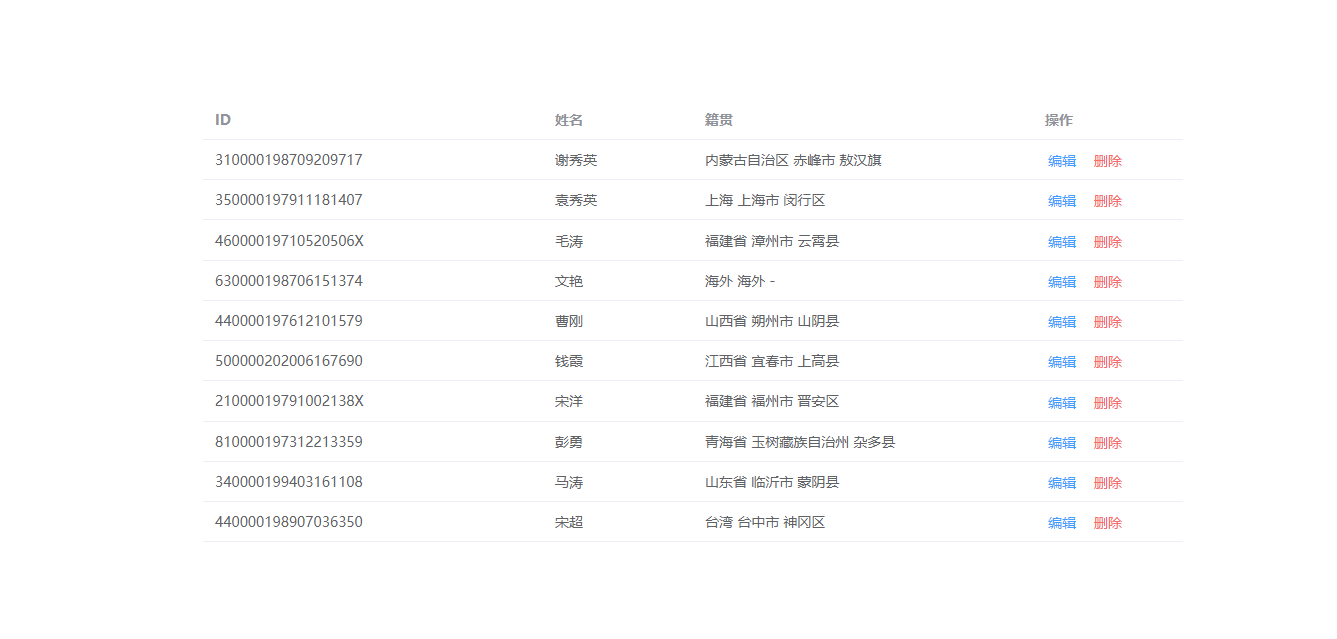 ID 姓名 籍贯 操作
310000198709209717 谢秀英 内蒙古自治区 赤峰市 敖汉旗 编辑 删除
350000197911181407 袁秀英 上海 上海市 闵行区 编辑 删除
46000019710520506X 毛涛 福建省 漳州市 云霄县 编辑 删除
630000198706151374 文艳 海外 海外 - 编辑 删除
440000197612101579 曹刚 山西省 朔州市 山阴县 编辑 删除
500000202006167690 钱霞 江西省 宜春市 上高县 编辑 删除
21000019791002138X 宋洋 福建省 福州市 晋安区 编辑 删除
810000197312213359 彭勇 青海省 玉树藏族自治州 杂多县 编辑 删除
340000199403161108 马涛 山东省 临沂市 蒙阴县 编辑 删除
440000198907036350 宋超 台湾 台中市 神冈区 编辑 删除